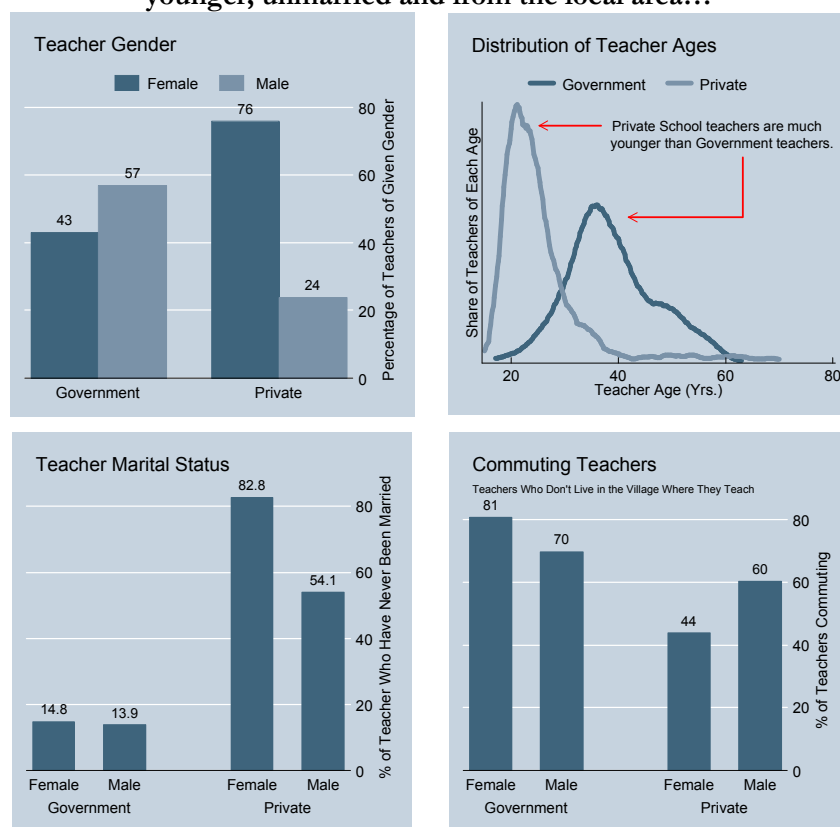 younger, unmarried and from the local area…
Teacher Gender
Female Male
80
60
40
20
0
Percentage of Teachers of Given Gender
43
57
76
24
Government Private
Distribution of Teacher Ages
Government Private
Private School teachers are much
younger than Government teachers.
Share of Teachers of Each Age
20 40 60 80
Teacher Age (Yrs.)
Teacher Marital Status
80
60
40
20
0
% of Teacher Who Have Never Been Married
14.8
13.9
82.8
54.1
Female Male Female Male
Government Private
Commuting Teachers
Teachers Who Don't Live in the Village Where They Teach
80
60
40
20
0
% of Teachers Commuting
81
70
44
60
Female Male Female Male
Government Private